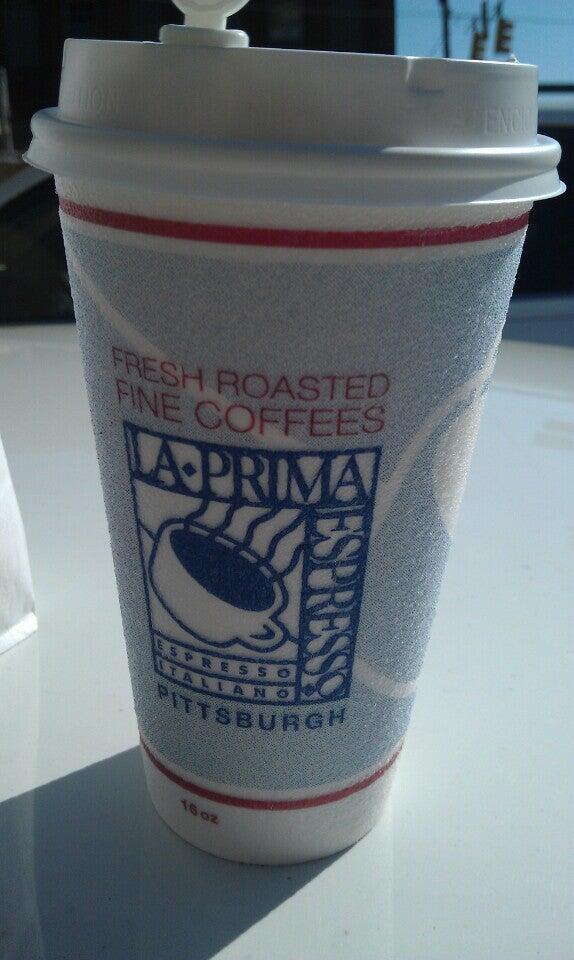 FRESH ROASTED
FINE COFFEES
LA·PRIMA
ESPRESSO·
ESPRESSO
ITALIANO
PITTSBURGH
16 oz